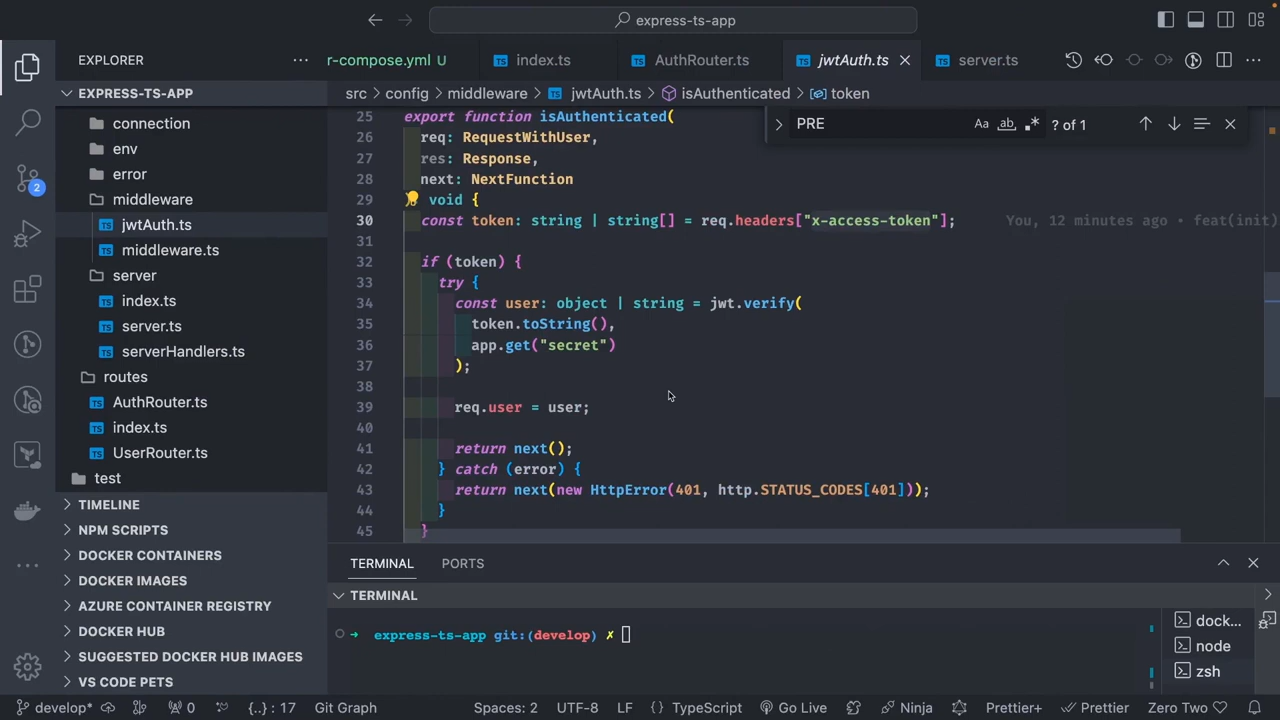 express-ts-app
EXPLORER
r-compose.yml U
index.ts
AuthRouter.ts
jwtAuth.ts
server.ts
EXPRESS-TS-APP
src > config > middleware > jwtAuth.ts > isAuthenticated > token
connection
env
error
middleware
jwtAuth.ts
middleware.ts
server
index.ts
server.ts
serverHandlers.ts
routes
AuthRouter.ts
index.ts
UserRouter.ts
test
TIMELINE
NPM SCRIPTS
DOCKER CONTAINERS
DOCKER IMAGES
AZURE CONTAINER REGISTRY
DOCKER HUB
SUGGESTED DOCKER HUB IMAGES
VS CODE PETS
2
PRE
Aa ab .* ? of 1
25 export function isAuthenticated(
26 req: RequestWithUser,
27 res: Response,
28 next: NextFunction
29 void {
30 const token: string | string[] = req.headers["x-access-token"]; You, 12 minutes ago • feat(init)
31
32 if (token) {
33 try {
34 const user: object | string = jwt.verify(
35 token.toString(),
36 app.get("secret")
37 );
38
39 req.user = user;
40
41 return next();
42 } catch (error) {
43 return next(new HttpError(401, http.STATUS_CODES[401]));
44 }
45 }
TERMINAL
PORTS
TERMINAL
express-ts-app git:(develop) ✗
dock...
node
zsh
develop* 0 {..} : 17 Git Graph Spaces: 2 UTF-8 LF {} TypeScript Go Live Ninja Prettier+ Prettier Zero Two